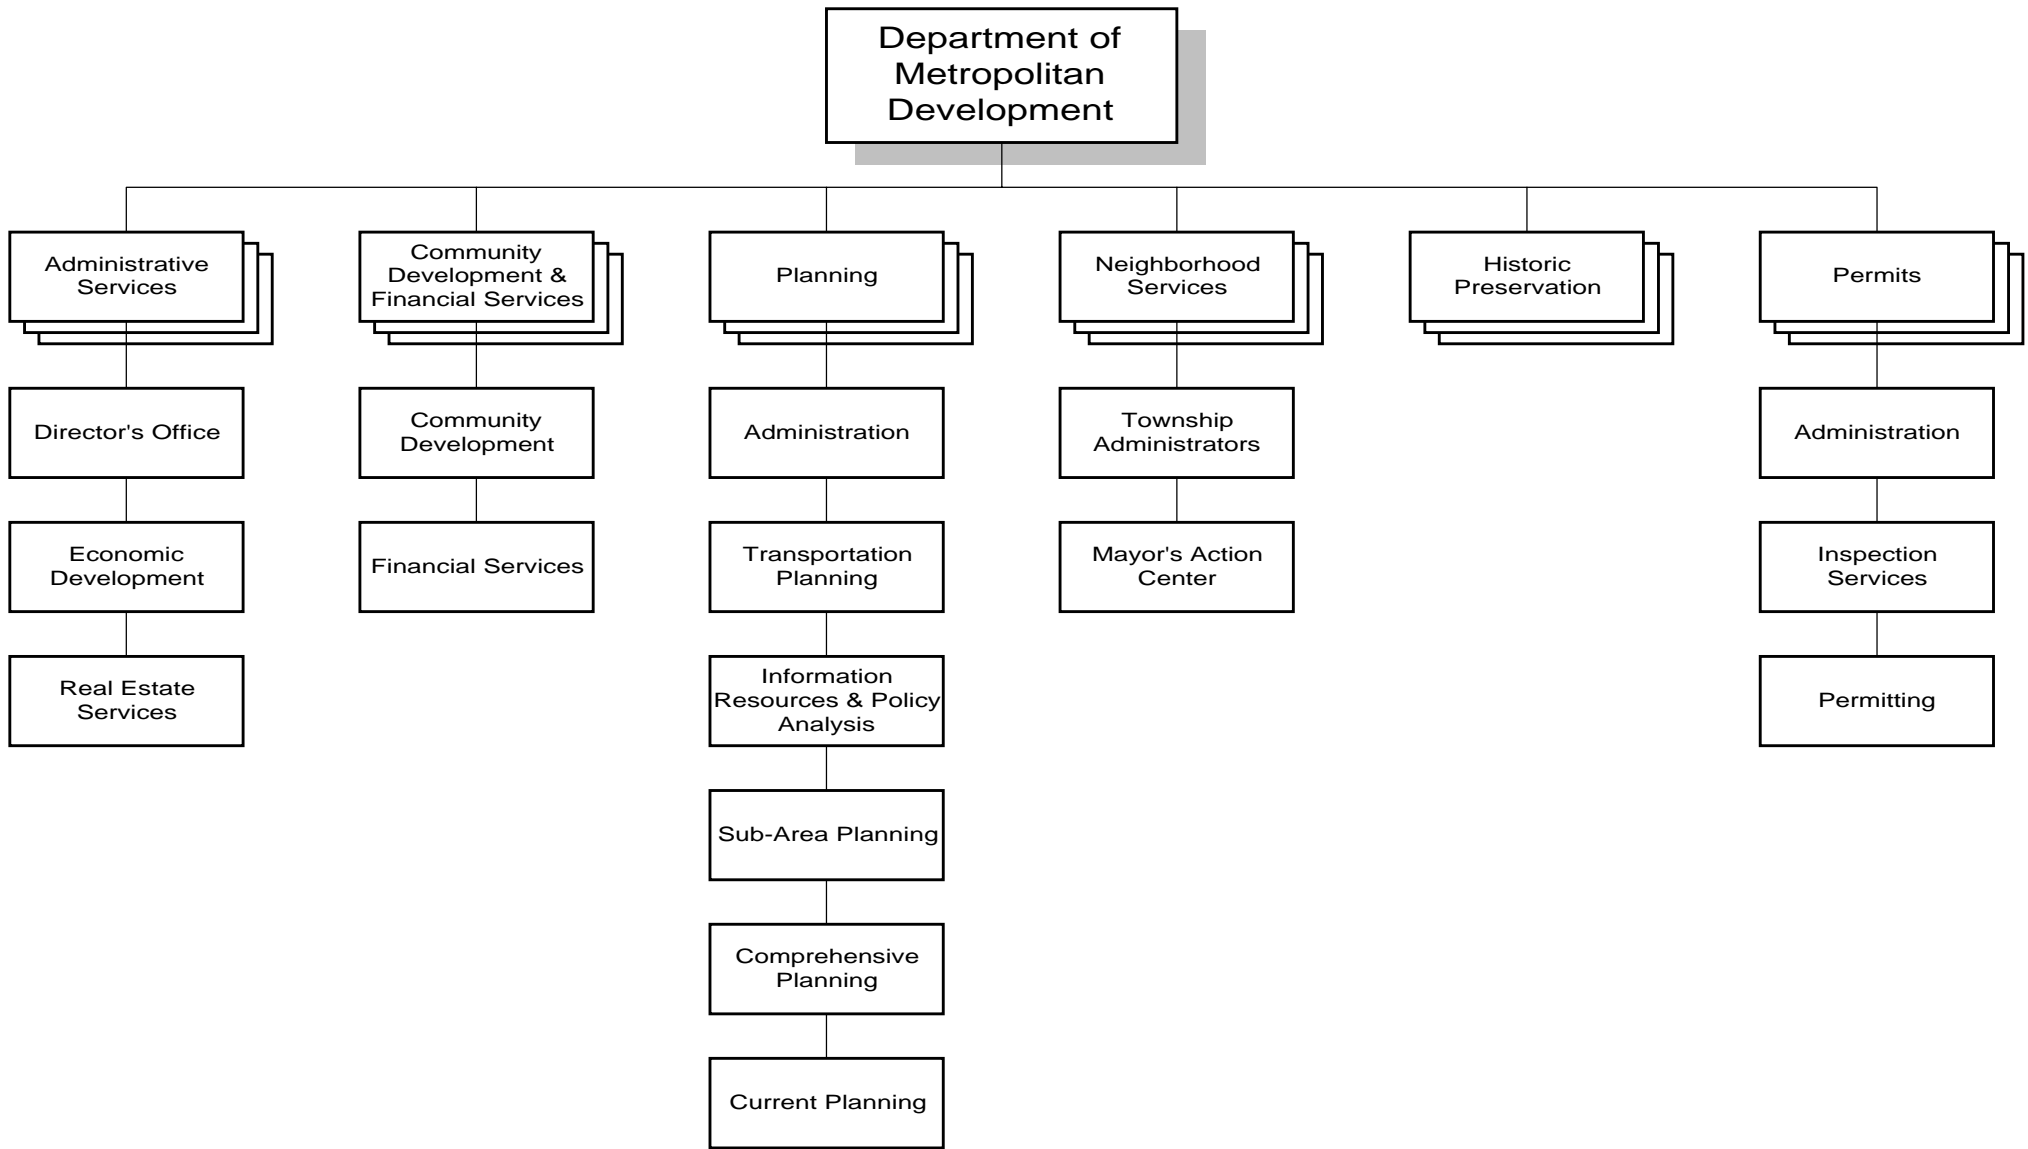 Department of
Metropolitan
Development
Administrative
Services
Community
Development &
Financial Services
Planning
Neighborhood
Services
Historic
Preservation
Permits
Director's Office
Community
Development
Administration
Township
Administrators
Administration
Economic
Development
Financial Services
Transportation
Planning
Mayor's Action
Center
Inspection
Services
Real Estate
Services
Information
Resources & Policy
Analysis
Permitting
Sub-Area Planning
Comprehensive
Planning
Current Planning